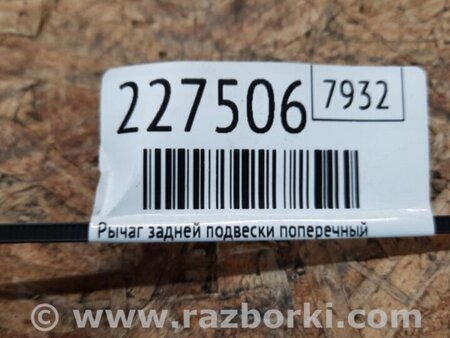 227506
7932
Рычаг задней подвески поперечный
www.razborki.com